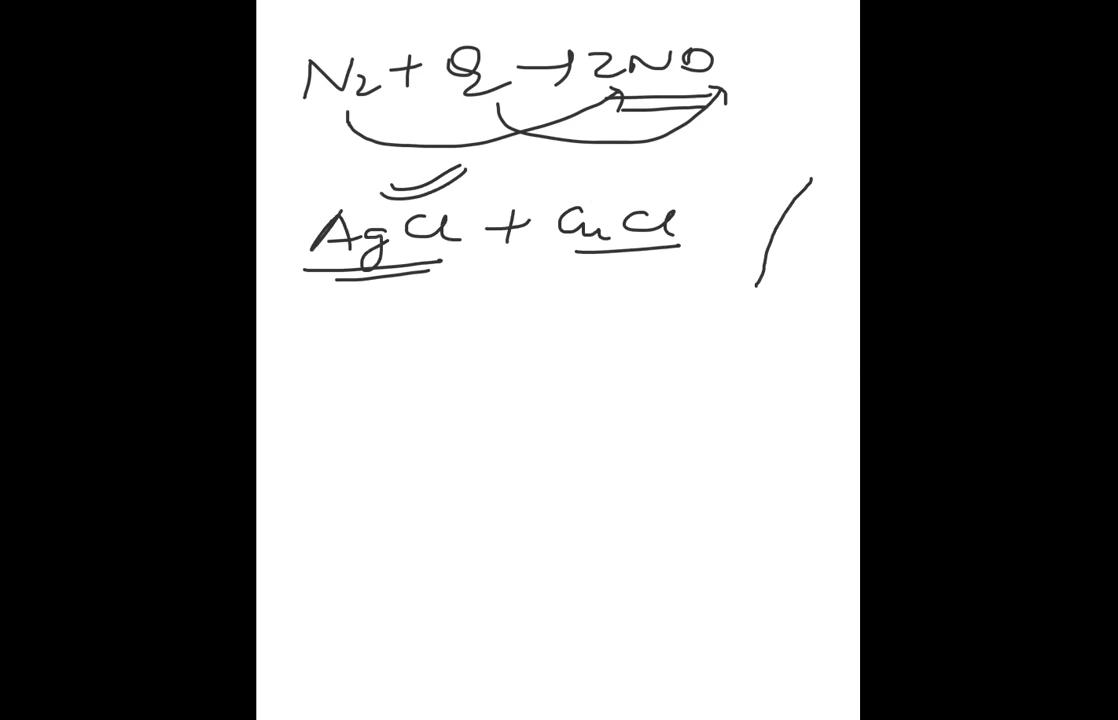 N2 + O2 → 2NO
AgCl + CuCl